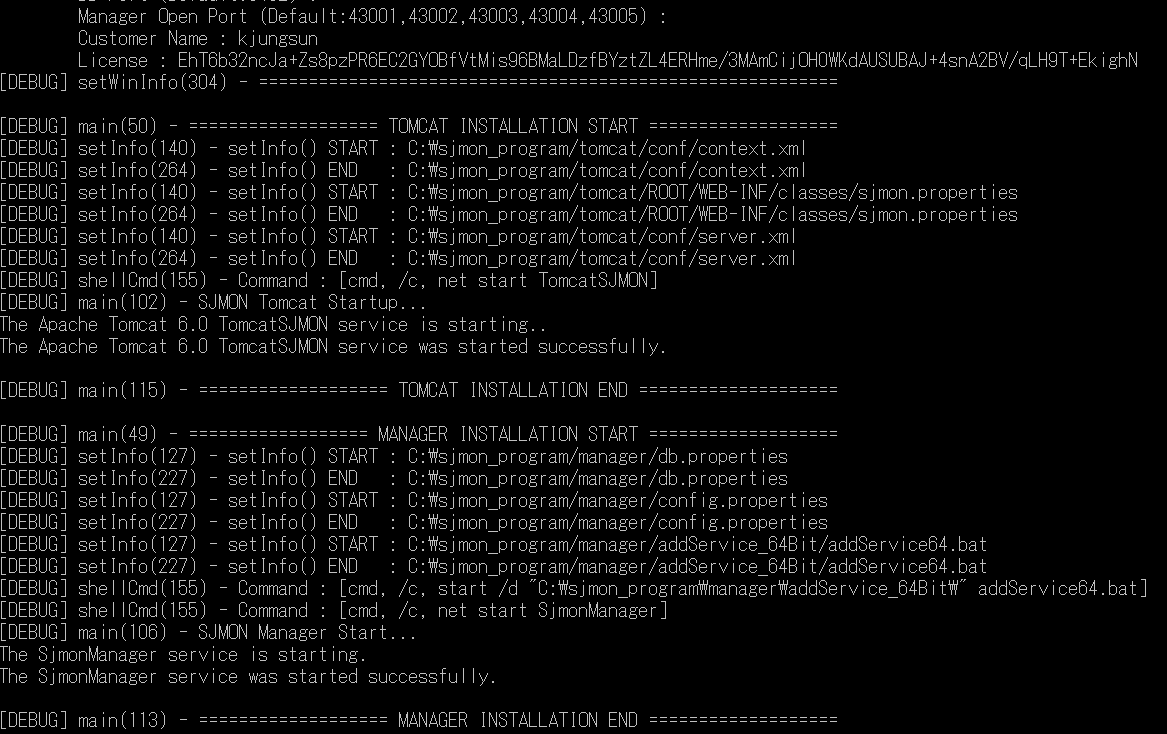 Manager Open Port (Default:43001,43002,43003,43004,43005) :
Customer Name : kjungsun
License : EhT6b32ncJa+Zs8pzPR6EC2GYOBfVtMis96BMaLDzfBYztZL4ERHme/3MAmCijOHOWKdAUSUBAJ+4snA2BV/qLH9T+EkighN
[DEBUG] setWinInfo(304) - ==========================================================
[DEBUG] main(50) - =================== TOMCAT INSTALLATION START ===================
[DEBUG] setInfo(140) - setInfo() START : C:₩sjmon_program/tomcat/conf/context.xml
[DEBUG] setInfo(264) - setInfo() END   : C:₩sjmon_program/tomcat/conf/context.xml
[DEBUG] setInfo(140) - setInfo() START : C:₩sjmon_program/tomcat/ROOT/WEB-INF/classes/sjmon.properties
[DEBUG] setInfo(264) - setInfo() END   : C:₩sjmon_program/tomcat/ROOT/WEB-INF/classes/sjmon.properties
[DEBUG] setInfo(140) - setInfo() START : C:₩sjmon_program/tomcat/conf/server.xml
[DEBUG] setInfo(264) - setInfo() END   : C:₩sjmon_program/tomcat/conf/server.xml
[DEBUG] shellCmd(155) - Command : [cmd, /c, net start TomcatSJMON]
[DEBUG] main(102) - SJMON Tomcat Startup...
The Apache Tomcat 6.0 TomcatSJMON service is starting..
The Apache Tomcat 6.0 TomcatSJMON service was started successfully.
[DEBUG] main(115) - =================== TOMCAT INSTALLATION END ====================
[DEBUG] main(49) - ================== MANAGER INSTALLATION START ===================
[DEBUG] setInfo(127) - setInfo() START : C:₩sjmon_program/manager/db.properties
[DEBUG] setInfo(227) - setInfo() END   : C:₩sjmon_program/manager/db.properties
[DEBUG] setInfo(127) - setInfo() START : C:₩sjmon_program/manager/config.properties
[DEBUG] setInfo(227) - setInfo() END   : C:₩sjmon_program/manager/config.properties
[DEBUG] setInfo(127) - setInfo() START : C:₩sjmon_program/manager/addService_64Bit/addService64.bat
[DEBUG] setInfo(227) - setInfo() END   : C:₩sjmon_program/manager/addService_64Bit/addService64.bat
[DEBUG] shellCmd(155) - Command : [cmd, /c, start /d "C:₩sjmon_program₩manager₩addService_64Bit₩" addService64.bat]
[DEBUG] shellCmd(155) - Command : [cmd, /c, net start SjmonManager]
[DEBUG] main(106) - SJMON Manager Start...
The SjmonManager service is starting.
The SjmonManager service was started successfully.
[DEBUG] main(113) - =================== MANAGER INSTALLATION END ===================